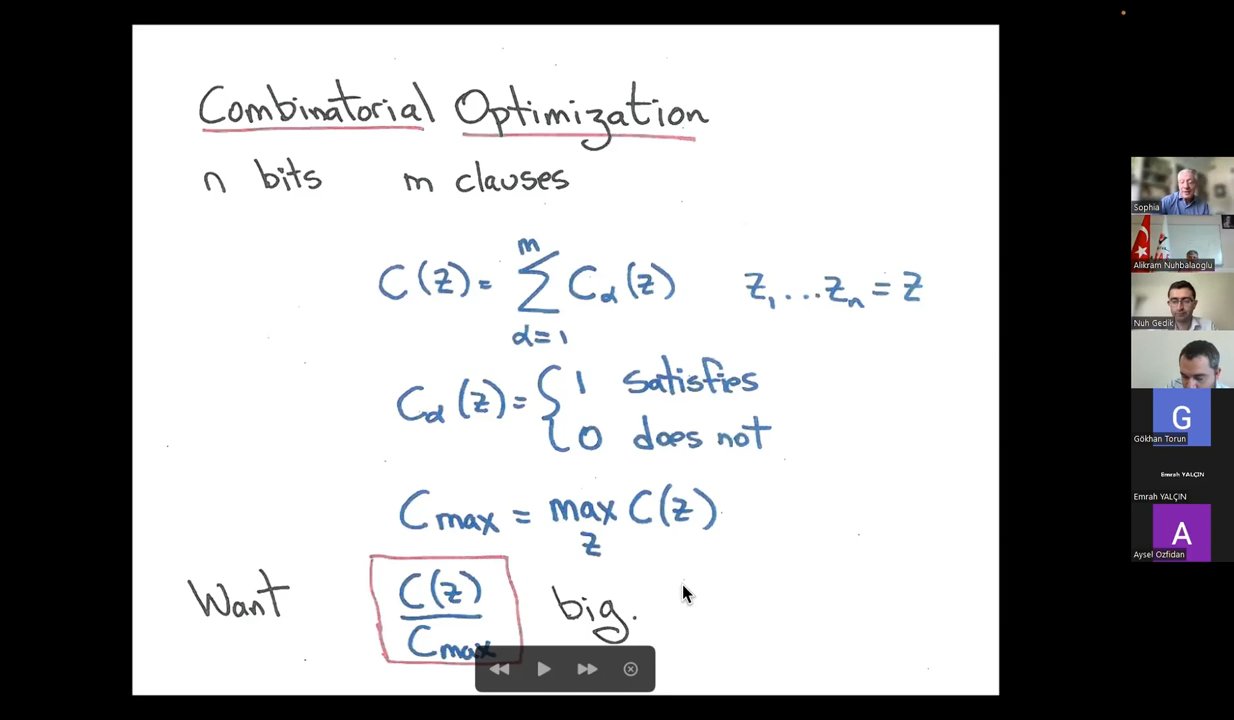 Combinatorial Optimization
n bits m clauses
C(z) = Σ_{α=1}^{m} C_α(z) z_1...z_n = z
C_α(z) = { 1 satisfies
0 does not
C_max = max_z C(z)
Want C(z)/C_max big.
Sophia
Alikram Nuhbalaoglu
Nuh Gedik
G
Gökhan Torun
Emrah YALÇIN
Emrah YALÇIN
A
Aysel Ozfidan